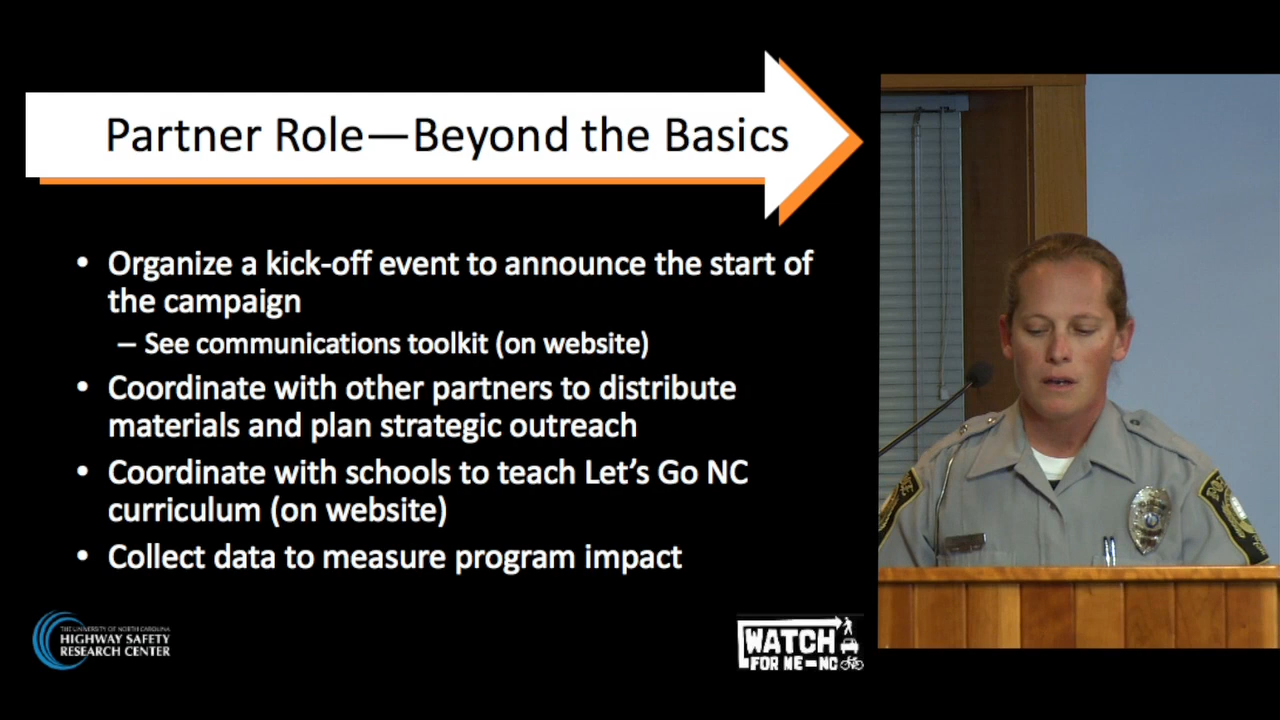 Partner Role—Beyond the Basics
• Organize a kick-off event to announce the start of
the campaign
– See communications toolkit (on website)
• Coordinate with other partners to distribute
materials and plan strategic outreach
• Coordinate with schools to teach Let's Go NC
curriculum (on website)
• Collect data to measure program impact
THE UNIVERSITY OF NORTH CAROLINA
HIGHWAY SAFETY
RESEARCH CENTER
WATCH
FOR ME–NC